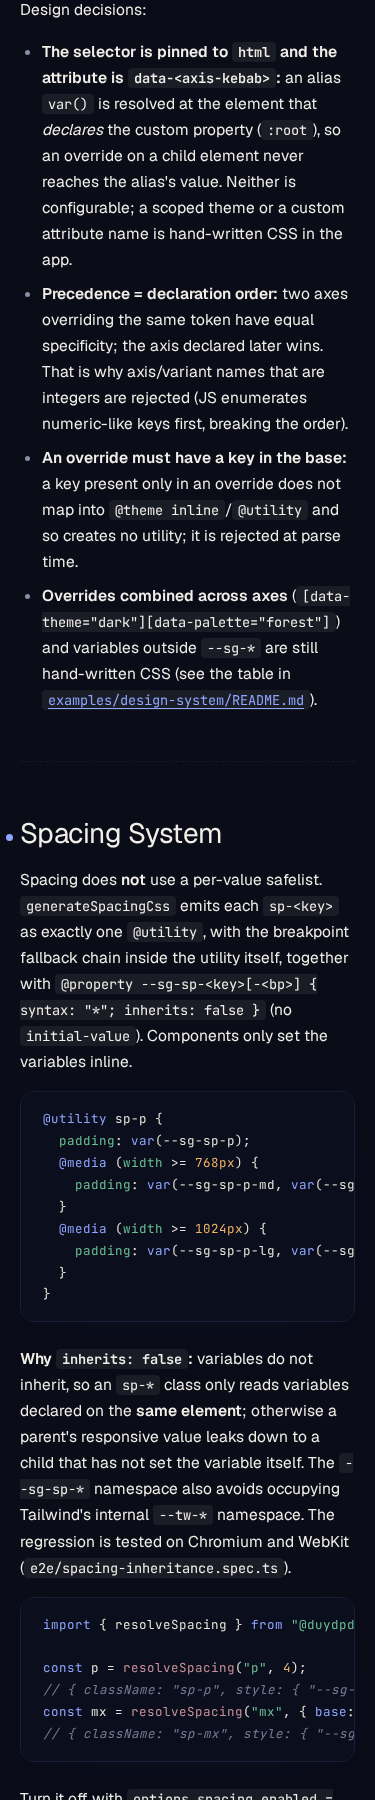 Design decisions:
The selector is pinned to html and the
attribute is data-<axis-kebab>: an alias
var() is resolved at the element that
declares the custom property (:root), so
an override on a child element never
reaches the alias's value. Neither is
configurable; a scoped theme or a custom
attribute name is hand-written CSS in the
app.
Precedence = declaration order: two axes
overriding the same token have equal
specificity; the axis declared later wins.
That is why axis/variant names that are
integers are rejected (JS enumerates
numeric-like keys first, breaking the order).
An override must have a key in the base:
a key present only in an override does not
map into @theme inline/@utility and
so creates no utility; it is rejected at parse
time.
Overrides combined across axes ([data-
theme="dark"][data-palette="forest"])
and variables outside --sg-* are still
hand-written CSS (see the table in
examples/design-system/README.md).
Spacing System
Spacing does not use a per-value safelist.
generateSpacingCss emits each sp-<key>
as exactly one @utility, with the breakpoint
fallback chain inside the utility itself, together
with @property --sg-sp-<key>[-<bp>] {
syntax: "*"; inherits: false } (no
initial-value). Components only set the
variables inline.
@utility sp-p {
padding: var(--sg-sp-p);
@media (width >= 768px) {
padding: var(--sg-sp-p-md, var(--sg
}
@media (width >= 1024px) {
padding: var(--sg-sp-p-lg, var(--sg
}
}
Why inherits: false: variables do not
inherit, so an sp-* class only reads variables
declared on the same element; otherwise a
parent's responsive value leaks down to a
child that has not set the variable itself. The -
-sg-sp-* namespace also avoids occupying
Tailwind's internal --tw-* namespace. The
regression is tested on Chromium and WebKit
(e2e/spacing-inheritance.spec.ts).
import { resolveSpacing } from "@duydpd
const p = resolveSpacing("p", 4);
// { className: "sp-p", style: { "--sg-
const mx = resolveSpacing("mx", { base:
// { className: "sp-mx", style: { "--sg
Turn it off with options.spacing.enabled =